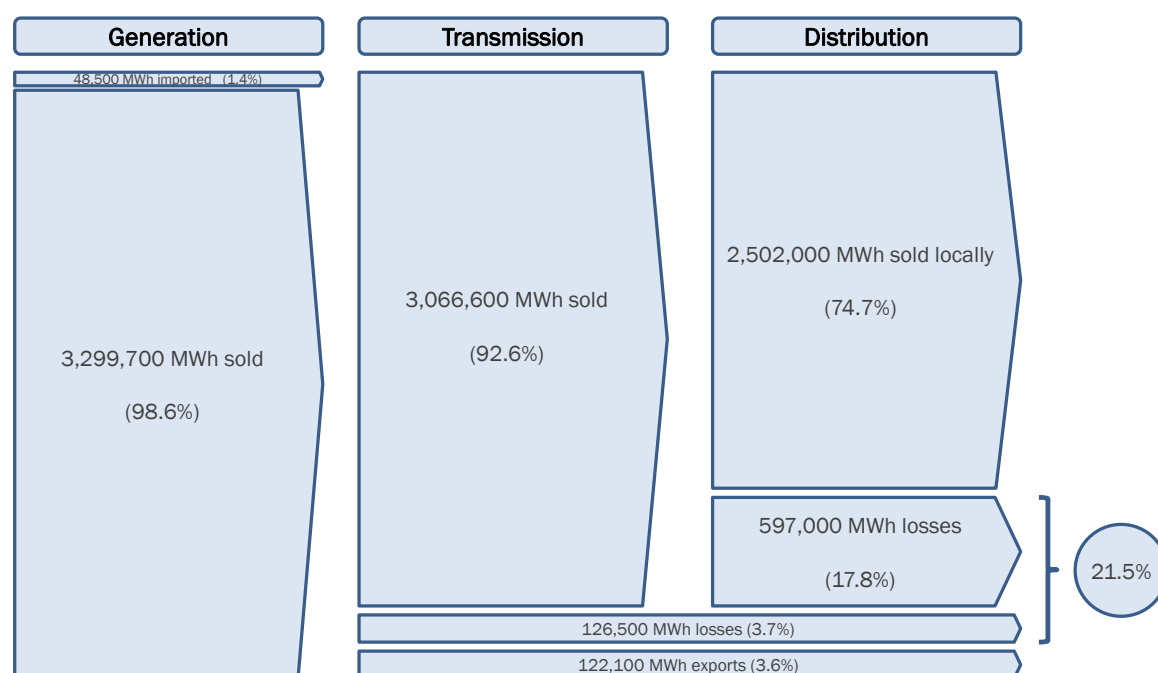 Generation
Transmission
Distribution
48,500 MWh imported (1.4%)
3,299,700 MWh sold
(98.6%)
3,066,600 MWh sold
(92.6%)
2,502,000 MWh sold locally
(74.7%)
597,000 MWh losses
(17.8%)
21.5%
126,500 MWh losses (3.7%)
122,100 MWh exports (3.6%)